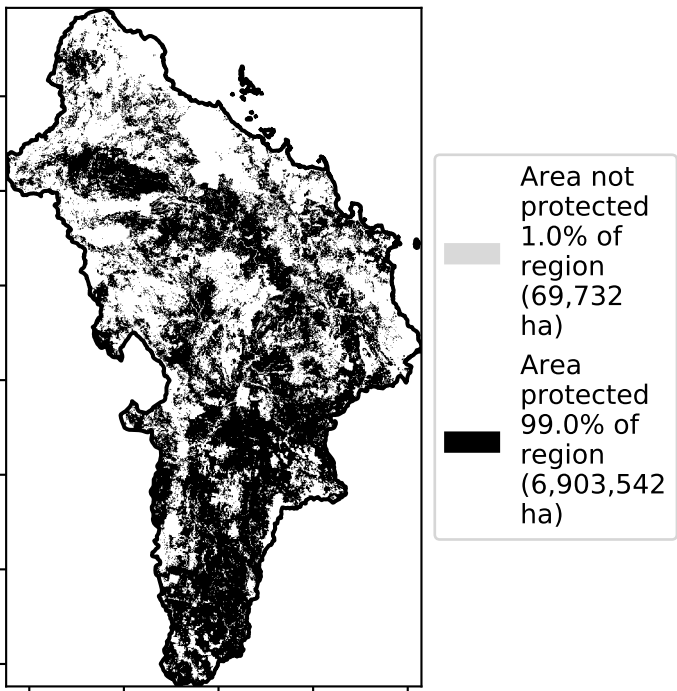 Area not
protected
1.0% of
region
(69,732
ha)
Area
protected
99.0% of
region
(6,903,542
ha)